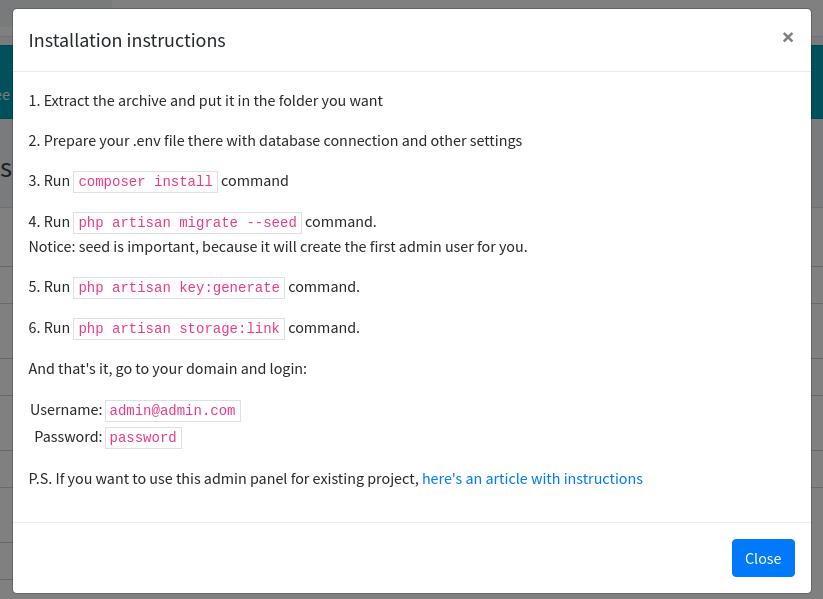 Installation instructions ×
1. Extract the archive and put it in the folder you want
2. Prepare your .env file there with database connection and other settings
3. Run composer install command
4. Run php artisan migrate --seed command.
Notice: seed is important, because it will create the first admin user for you.
5. Run php artisan key:generate command.
6. Run php artisan storage:link command.
And that's it, go to your domain and login:
Username: admin@admin.com
Password: password
P.S. If you want to use this admin panel for existing project, here's an article with instructions
Close